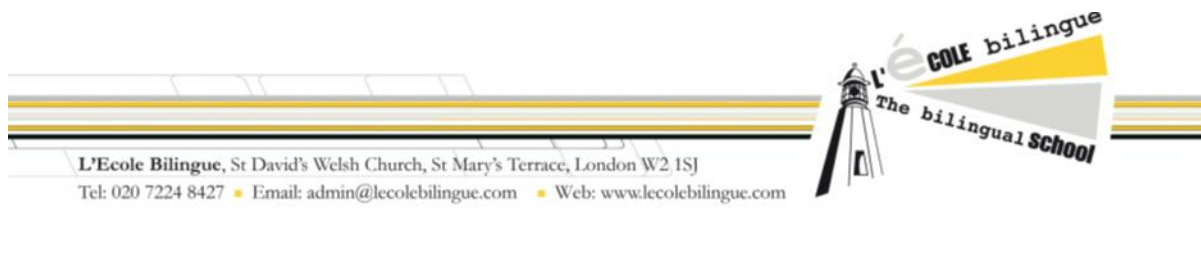 L'éCOLE bilingue
The bilingual School
L'Ecole Bilingue, St David's Welsh Church, St Mary's Terrace, London W2 1SJ
Tel: 020 7224 8427 ▪ Email: admin@lecolebilingue.com ▪ Web: www.lecolebilingue.com